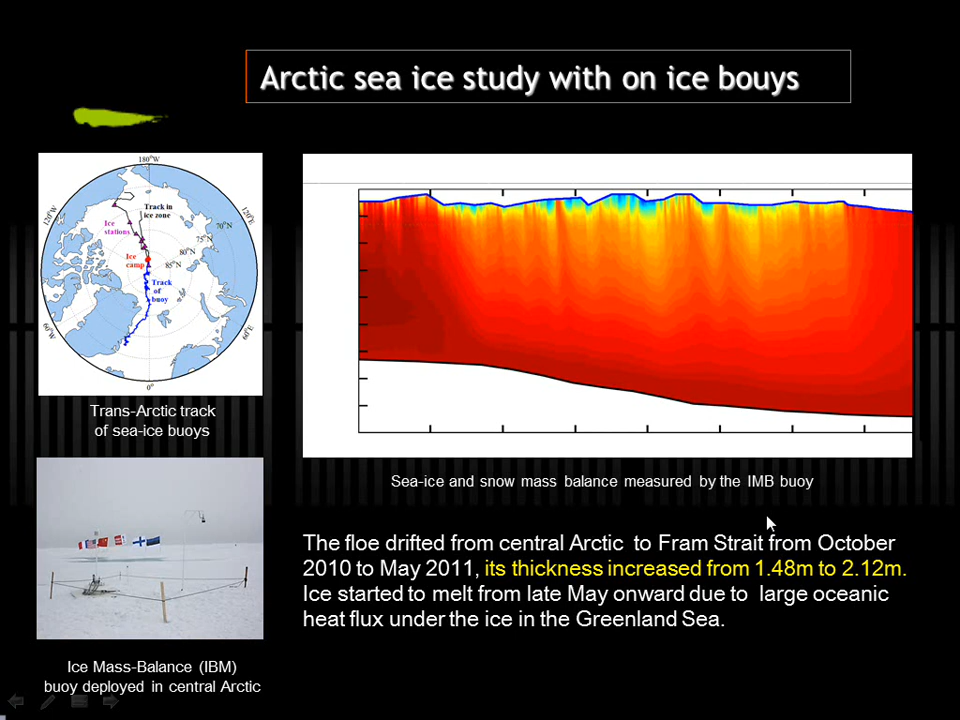 Arctic sea ice study with on ice bouys
180°W
120°W
120°E
Track in
ice zone
70°N
Ice
stations
75°N
80°N
Ice
camp
85°N
Track
of
buoy
60°W
60°E
0°
Trans-Arctic track
of sea-ice buoys
Sea-ice and snow mass balance measured by the IMB buoy
The floe drifted from central Arctic to Fram Strait from October
2010 to May 2011, its thickness increased from 1.48m to 2.12m.
Ice started to melt from late May onward due to large oceanic
heat flux under the ice in the Greenland Sea.
Ice Mass-Balance (IBM)
buoy deployed in central Arctic